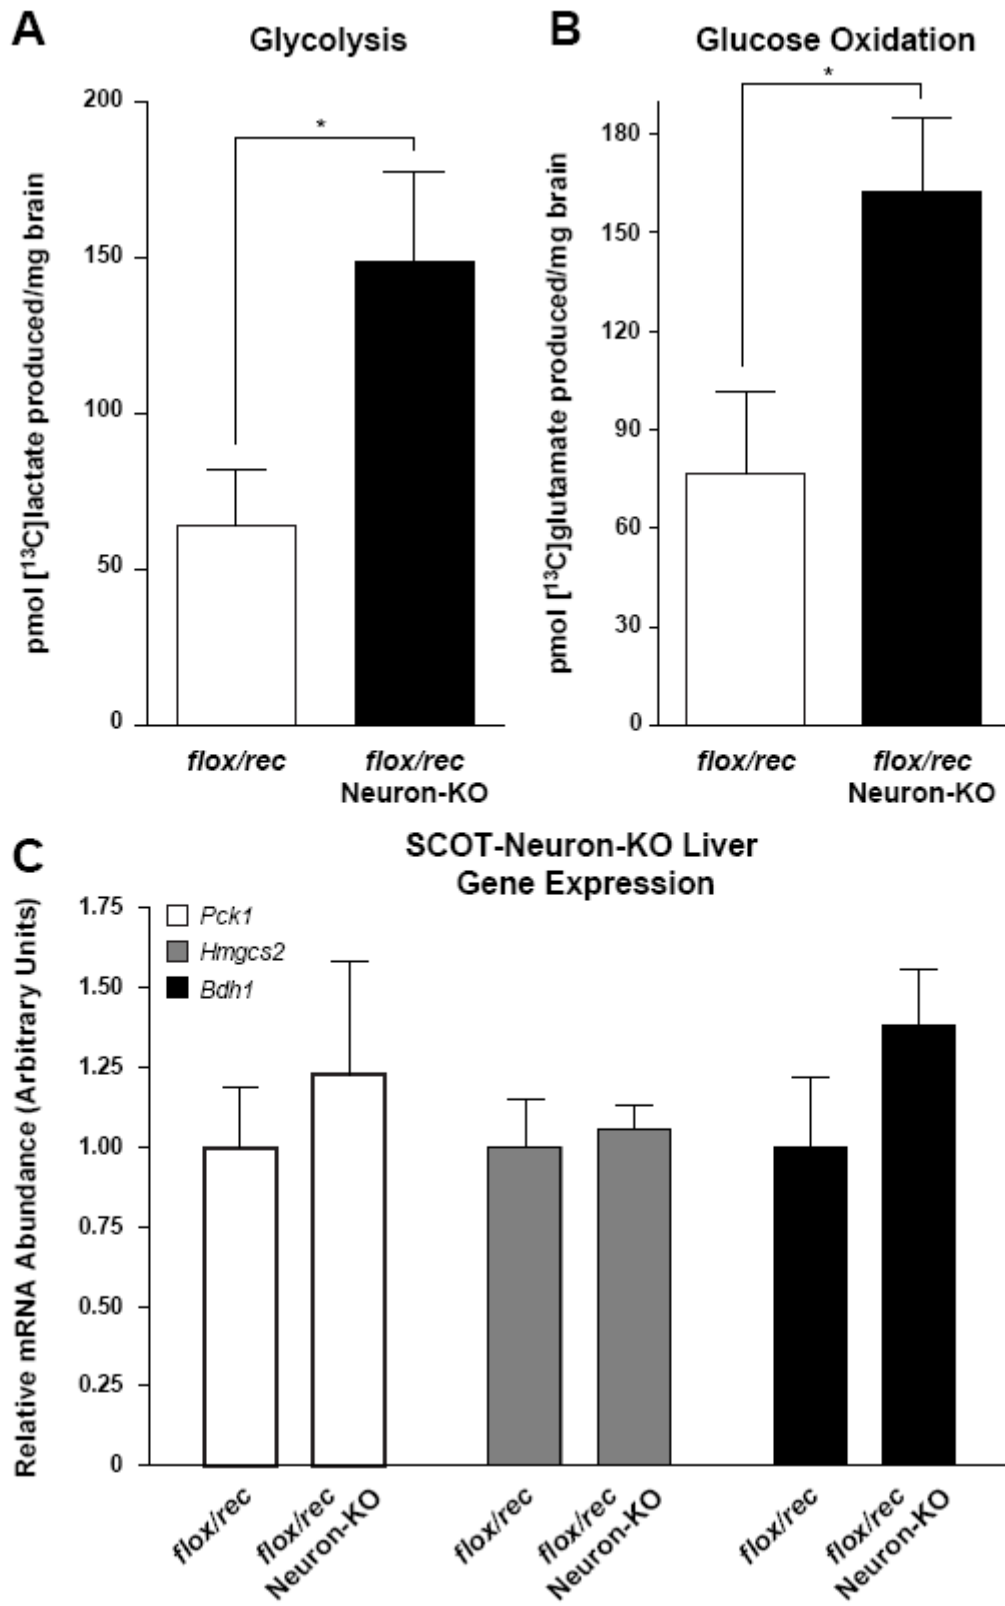 A
Glycolysis
pmol [¹³C]lactate produced/mg brain
200
150
100
50
0
*
flox/rec
flox/rec
Neuron-KO
B
Glucose Oxidation
pmol [¹³C]glutamate produced/mg brain
180
150
120
90
60
30
0
*
flox/rec
flox/rec
Neuron-KO
C
SCOT-Neuron-KO Liver
Gene Expression
Relative mRNA Abundance (Arbitrary Units)
1.75
1.50
1.25
1.00
0.75
0.50
0.25
0
Pck1
Hmgcs2
Bdh1
flox/rec
flox/rec
Neuron-KO
flox/rec
flox/rec
Neuron-KO
flox/rec
flox/rec
Neuron-KO